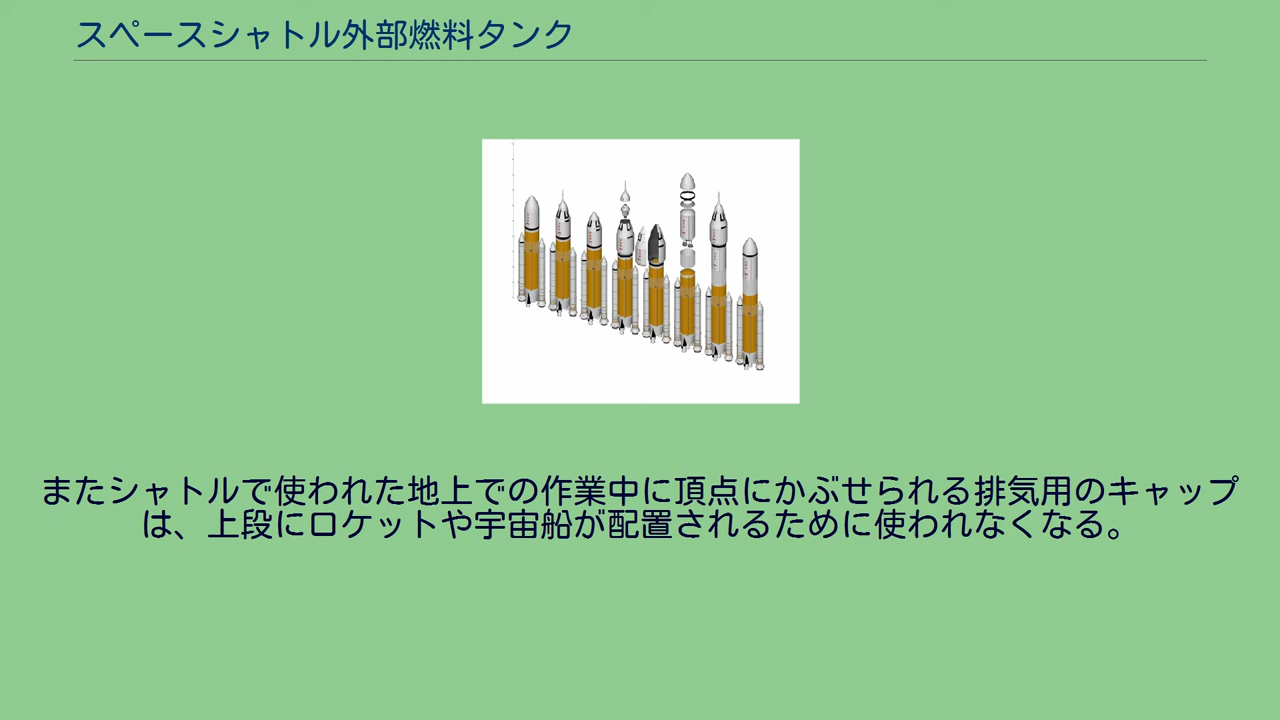 スペースシャトル外部燃料タンク
またシャトルで使われた地上での作業中に頂点にかぶせられる排気用のキャップ
は、上段にロケットや宇宙船が配置されるために使われなくなる。